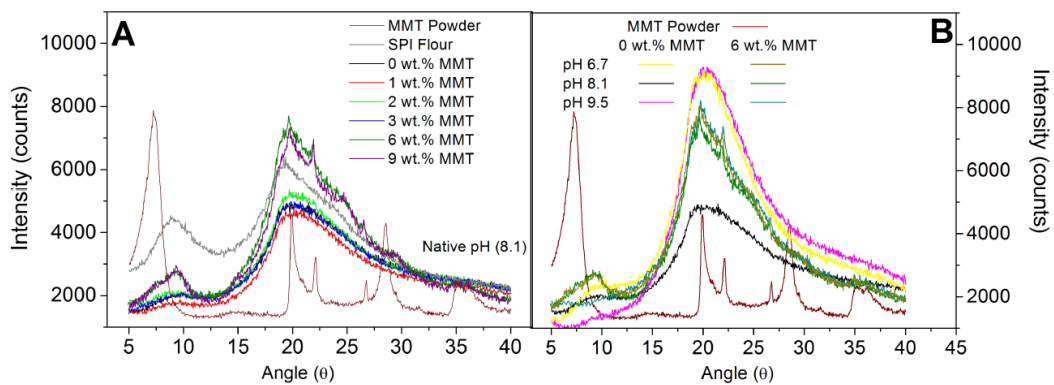 A
MMT Powder
SPI Flour
0 wt.% MMT
1 wt.% MMT
2 wt.% MMT
3 wt.% MMT
6 wt.% MMT
9 wt.% MMT
Native pH (8.1)
10000
8000
6000
4000
2000
Intensity (counts)
5 10 15 20 25 30 35 40
Angle (θ)
B
MMT Powder
0 wt.% MMT 6 wt.% MMT
pH 6.7
pH 8.1
pH 9.5
10000
8000
6000
4000
2000
Intensity (counts)
5 10 15 20 25 30 35 40 45
Angle (θ)